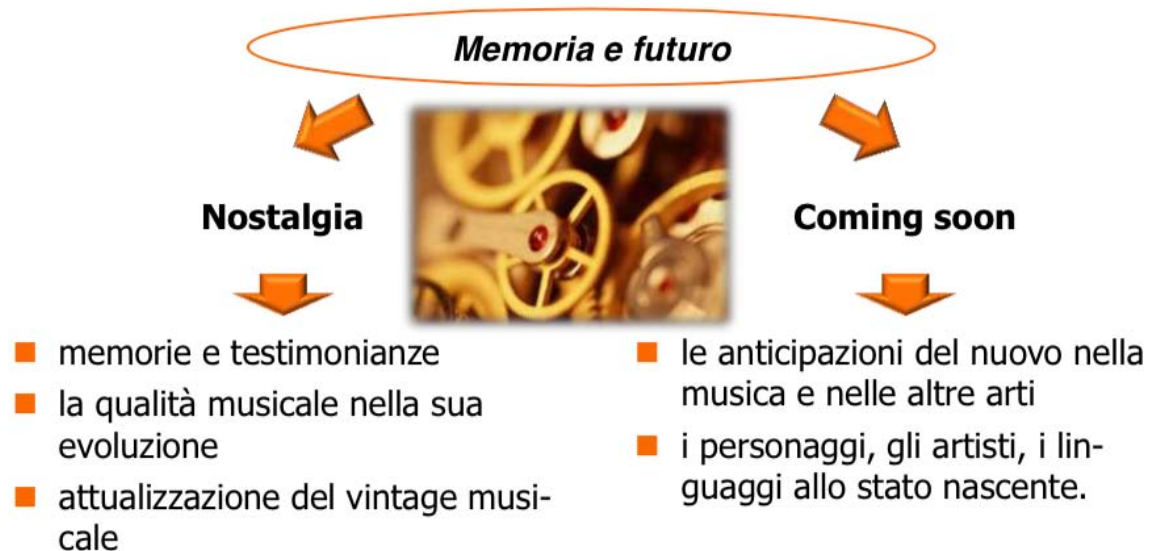 Memoria e futuro
Nostalgia
memorie e testimonianze
la qualità musicale nella sua
evoluzione
attualizzazione del vintage musi-
cale
Coming soon
le anticipazioni del nuovo nella
musica e nelle altre arti
i personaggi, gli artisti, i lin-
guaggi allo stato nascente.